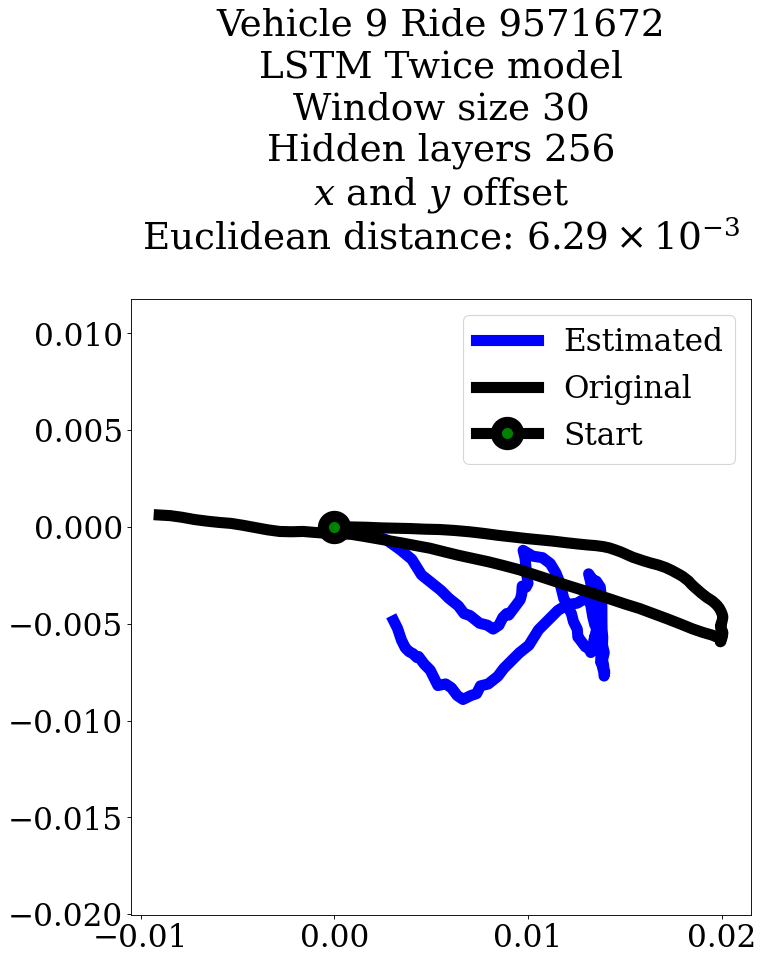 Vehicle 9 Ride 9571672
LSTM Twice model
Window size 30
Hidden layers 256
x and y offset
Euclidean distance: 6.29 × 10⁻³
Estimated
Original
Start
0.010
0.005
0.000
−0.005
−0.010
−0.015
−0.020
−0.01 0.00 0.01 0.02